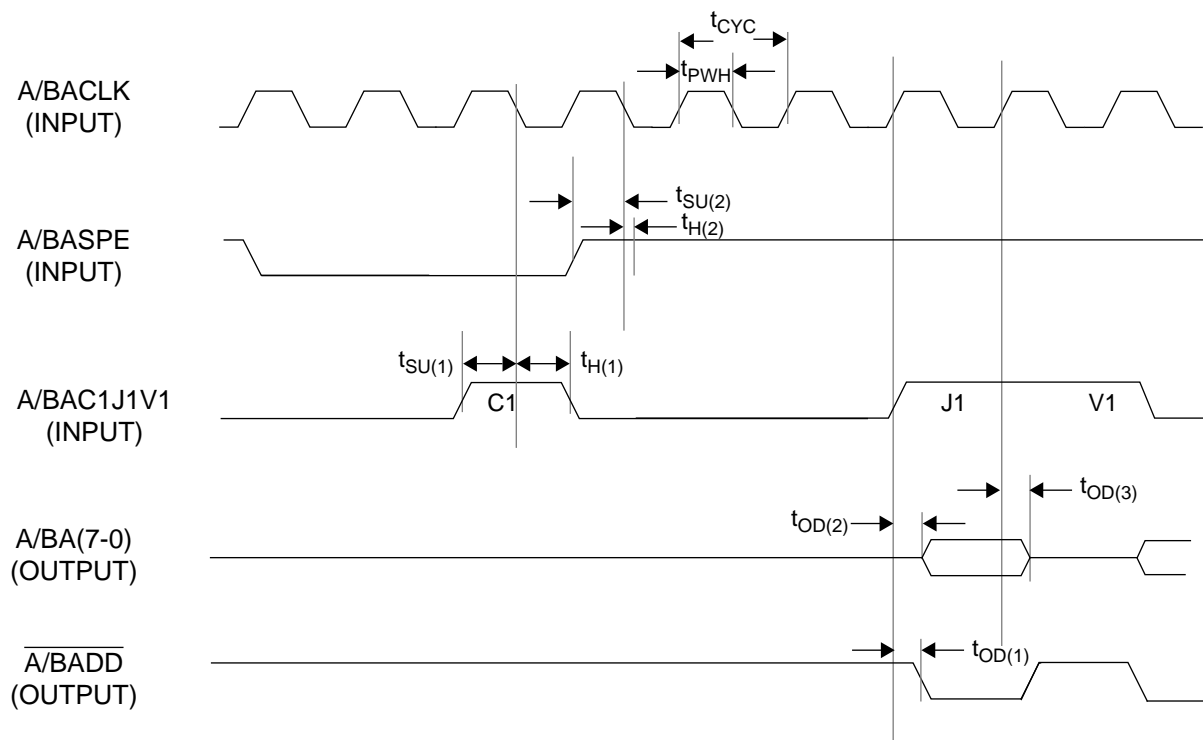 tCYC
tPWH
A/BACLK
(INPUT)
tSU(2)
tH(2)
A/BASPE
(INPUT)
tSU(1)
tH(1)
A/BAC1J1V1
(INPUT)
C1
J1
V1
tOD(3)
tOD(2)
A/BA(7-0)
(OUTPUT)
tOD(1)
A/BADD
(OUTPUT)